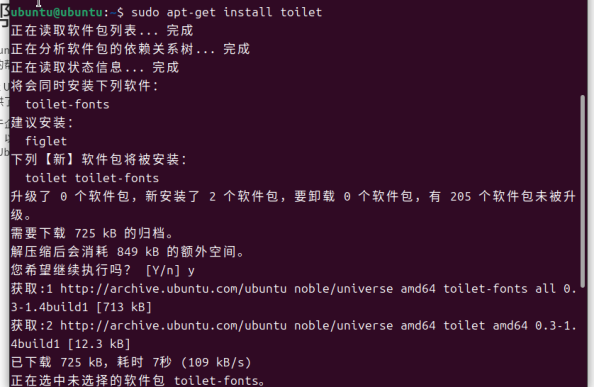 ubuntu@ubuntu:~$ sudo apt-get install toilet
正在读取软件包列表... 完成
正在分析软件包的依赖关系树... 完成
正在读取状态信息... 完成
将会同时安装下列软件：
toilet-fonts
建议安装：
figlet
下列【新】软件包将被安装：
toilet toilet-fonts
升级了 0 个软件包，新安装了 2 个软件包，要卸载 0 个软件包，有 205 个软件包未被升
级。
需要下载 725 kB 的归档。
解压缩后会消耗 849 kB 的额外空间。
您希望继续执行吗？ [Y/n] y
获取:1 http://archive.ubuntu.com/ubuntu noble/universe amd64 toilet-fonts all 0.
3-1.4build1 [713 kB]
获取:2 http://archive.ubuntu.com/ubuntu noble/universe amd64 toilet amd64 0.3-1.
4build1 [12.3 kB]
已下载 725 kB，耗时 7秒 (109 kB/s)
正在选中未选择的软件包 toilet-fonts。